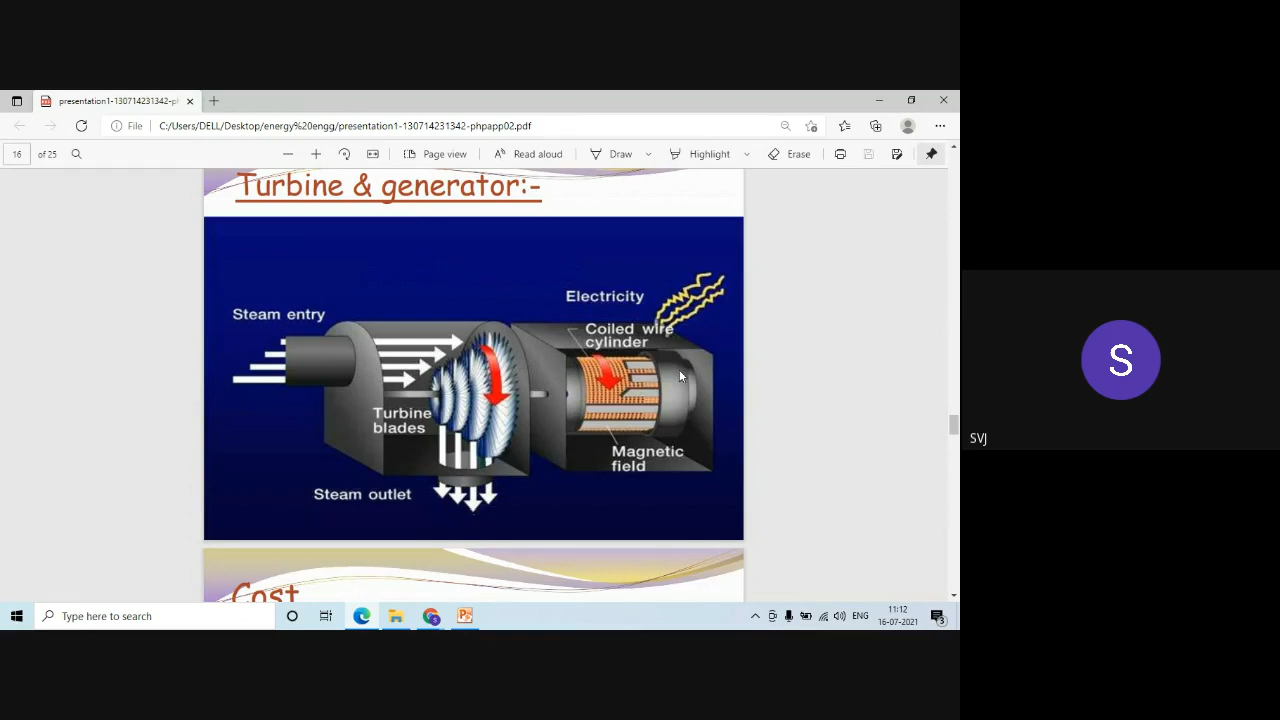 presentation1-130714231342-ph
File
C:/Users/DELL/Desktop/energy%20engg/presentation1-130714231342-phpapp02.pdf
16
of 25
Page view
Read aloud
Draw
Highlight
Erase
Turbine & generator:-
Electricity
Steam entry
Coiled wire
cylinder
Turbine
blades
Magnetic
field
Steam outlet
S
SVJ
Cost
Type here to search
ENG
11:12
16-07-2021
3